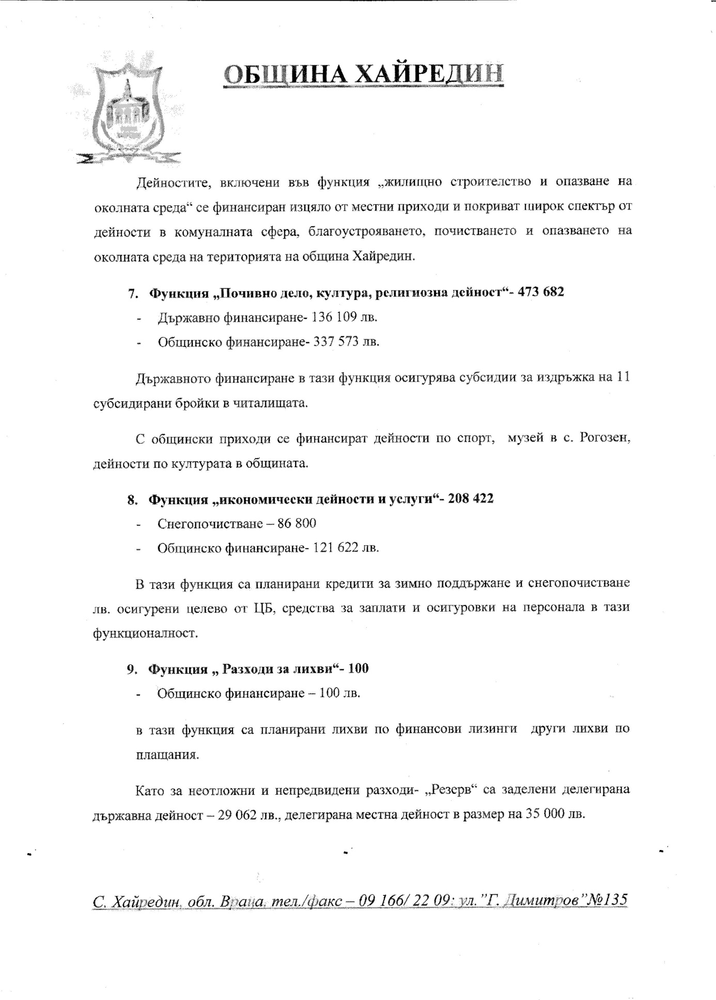 ОБЩИНА ХАЙРЕДИН
Дейностите, включени във функция „жилищно строителство и опазване на
околната среда“ се финансиран изцяло от местни приходи и покриват широк спектър от
дейности в комуналната сфера, благоустрояването, почистването и опазването на
околната среда на територията на община Хайредин.
7. Функция „Почивно дело, култура, религиозна дейност“- 473 682
- Държавно финансиране- 136 109 лв.
- Общинско финансиране- 337 573 лв.
Държавното финансиране в тази функция осигурява субсидии за издръжка на 11
субсидирани бройки в читалищата.
С общински приходи се финансират дейности по спорт, музей в с. Рогозен,
дейности по културата в общината.
8. Функция „икономически дейности и услуги“- 208 422
- Снегопочистване – 86 800
- Общинско финансиране- 121 622 лв.
В тази функция са планирани кредити за зимно поддържане и снегопочистване
лв. осигурени целево от ЦБ, средства за заплати и осигуровки на персонала в тази
функционалност.
9. Функция „ Разходи за лихви“- 100
- Общинско финансиране – 100 лв.
в тази функция са планирани лихви по финансови лизинги други лихви по
плащания.
Като за неотложни и непредвидени разходи- „Резерв“ са заделени делегирана
държавна дейност – 29 062 лв., делегирана местна дейност в размер на 35 000 лв.
С. Хайредин, обл. Враца, тел./факс – 09 166/ 22 09; ул. ”Г. Димитров”№135